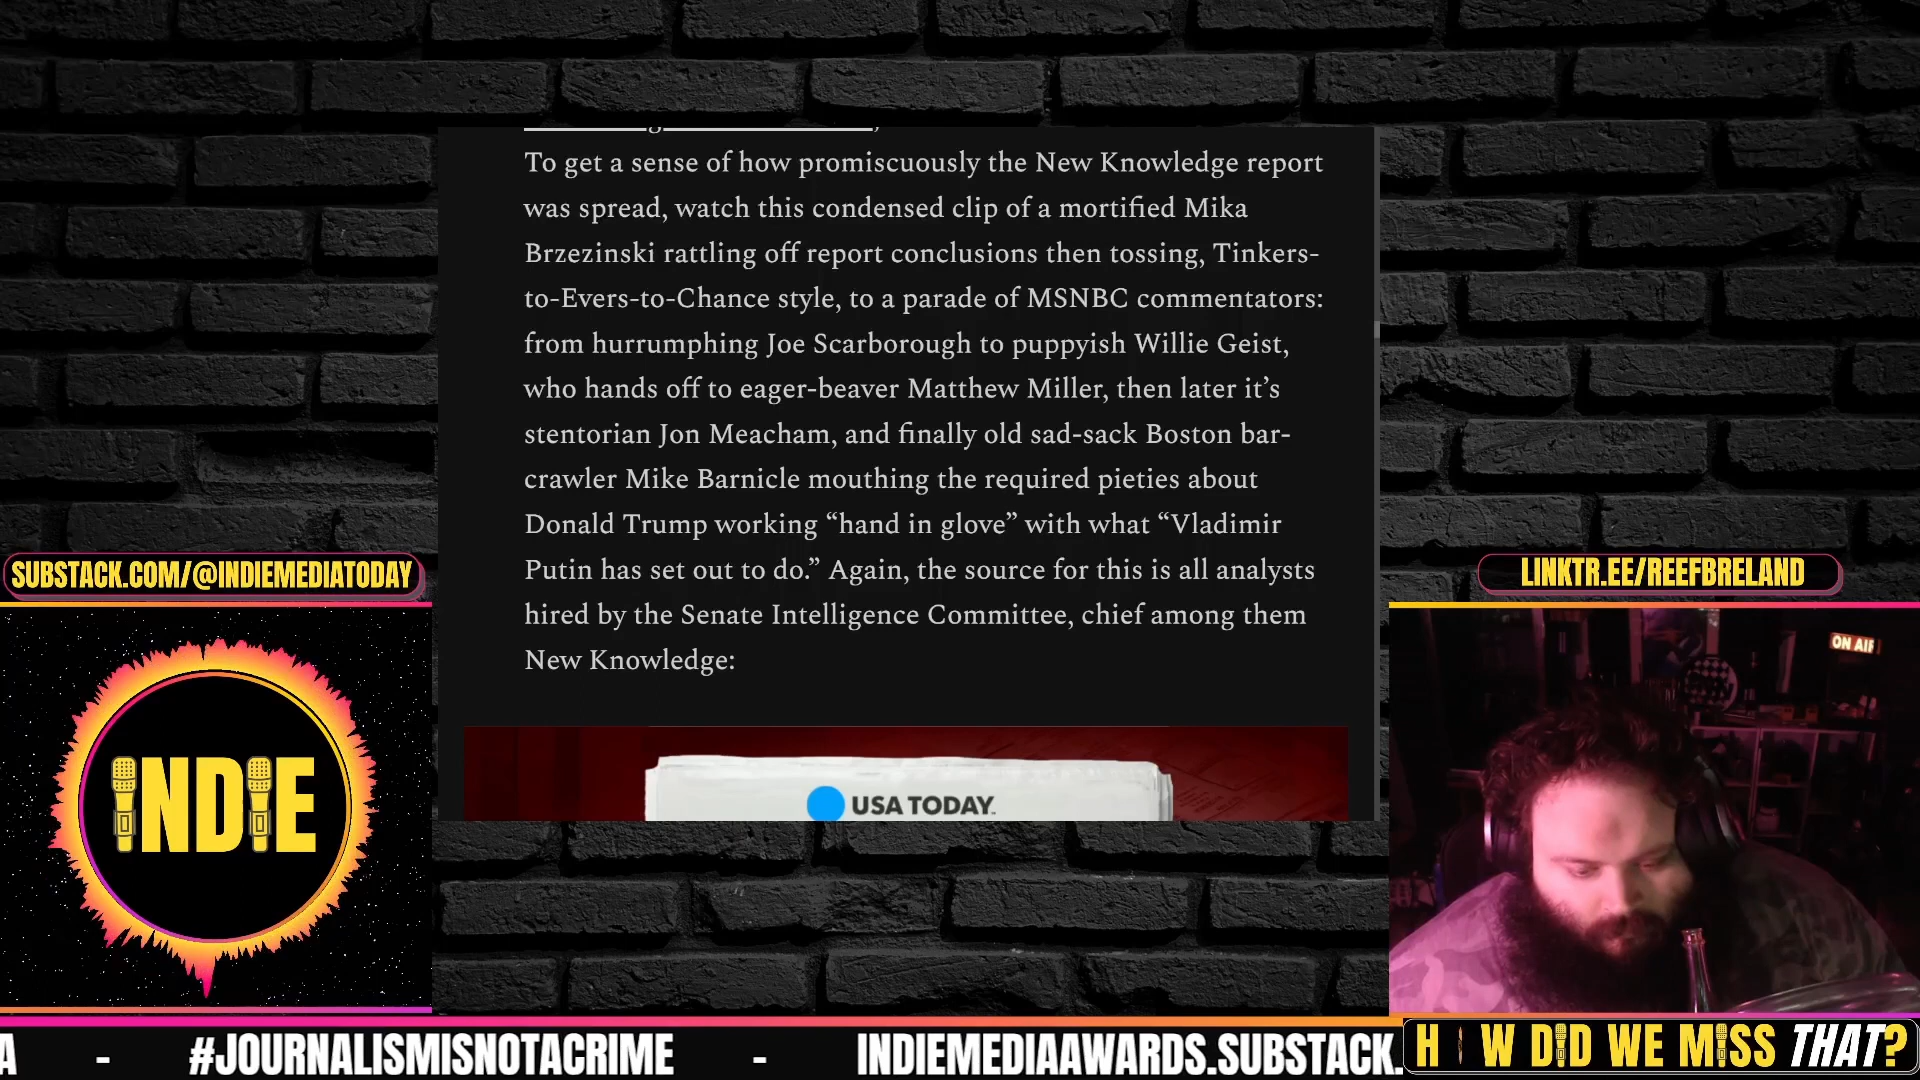 To get a sense of how promiscuously the New Knowledge report
was spread, watch this condensed clip of a mortified Mika
Brzezinski rattling off report conclusions then tossing, Tinkers-
to-Evers-to-Chance style, to a parade of MSNBC commentators:
from hurrumphing Joe Scarborough to puppyish Willie Geist,
who hands off to eager-beaver Matthew Miller, then later it’s
stentorian Jon Meacham, and finally old sad-sack Boston bar-
crawler Mike Barnicle mouthing the required pieties about
Donald Trump working “hand in glove” with what “Vladimir
Putin has set out to do.” Again, the source for this is all analysts
hired by the Senate Intelligence Committee, chief among them
New Knowledge:
USA TODAY
SUBSTACK.COM/@INDIEMEDIATODAY
INDIE
LINKTR.EE/REEFBRELAND
ON AIR
A - #JOURNALISMISNOTACRIME - INDIEMEDIAAWARDS.SUBSTACK.
HOW DID WE MISS THAT?